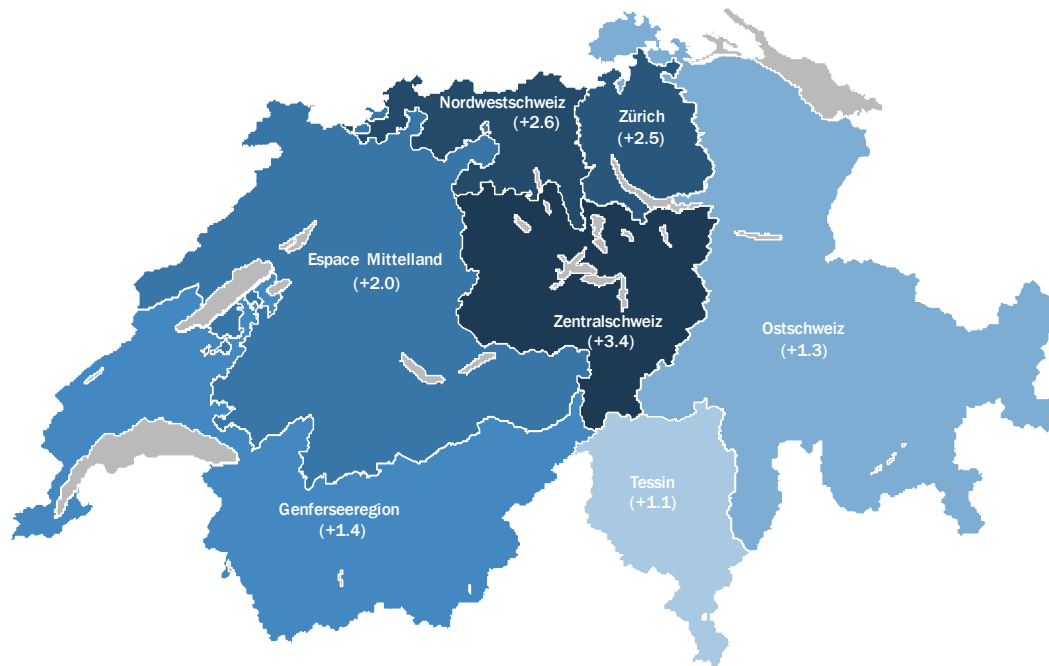 Nordwestschweiz
(+2.6)
Zürich
(+2.5)
Espace Mittelland
(+2.0)
Zentralschweiz
(+3.4)
Ostschweiz
(+1.3)
Tessin
(+1.1)
Genferseeregion
(+1.4)